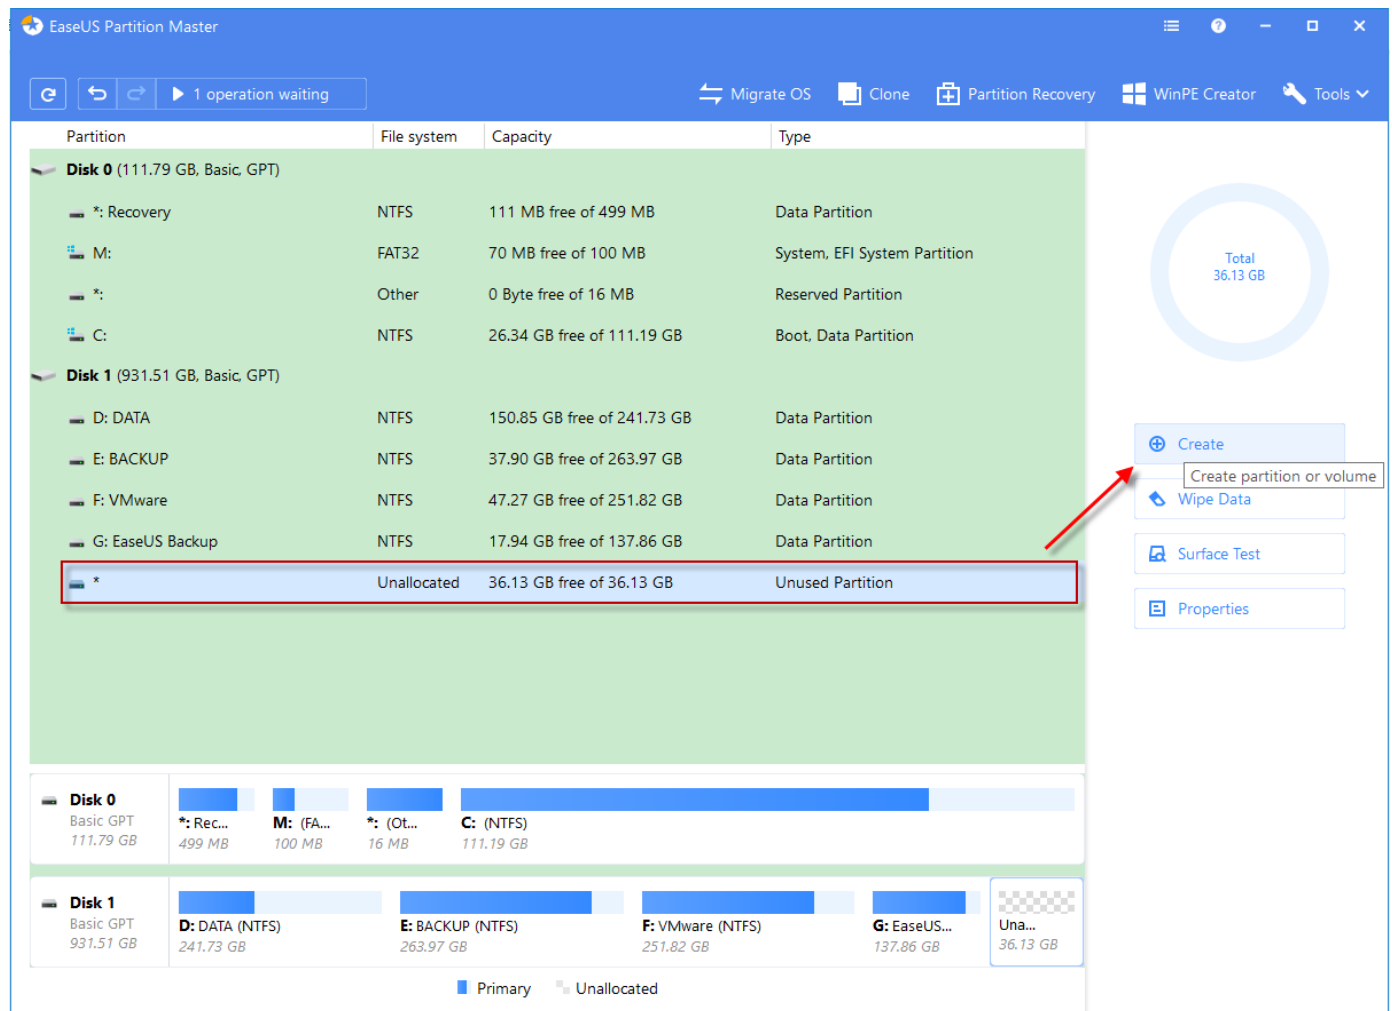 EaseUS Partition Master
1 operation waiting
Migrate OS
Clone
Partition Recovery
WinPE Creator
Tools
Partition File system Capacity Type
Disk 0 (111.79 GB, Basic, GPT)
*: Recovery NTFS 111 MB free of 499 MB Data Partition
M: FAT32 70 MB free of 100 MB System, EFI System Partition
*: Other 0 Byte free of 16 MB Reserved Partition
C: NTFS 26.34 GB free of 111.19 GB Boot, Data Partition
Disk 1 (931.51 GB, Basic, GPT)
D: DATA NTFS 150.85 GB free of 241.73 GB Data Partition
E: BACKUP NTFS 37.90 GB free of 263.97 GB Data Partition
F: VMware NTFS 47.27 GB free of 251.82 GB Data Partition
G: EaseUS Backup NTFS 17.94 GB free of 137.86 GB Data Partition
* Unallocated 36.13 GB free of 36.13 GB Unused Partition
Total
36.13 GB
Create
Create partition or volume
Wipe Data
Surface Test
Properties
Disk 0
Basic GPT
111.79 GB
*: Rec...
499 MB
M: (FA...
100 MB
*: (Ot...
16 MB
C: (NTFS)
111.19 GB
Disk 1
Basic GPT
931.51 GB
D: DATA (NTFS)
241.73 GB
E: BACKUP (NTFS)
263.97 GB
F: VMware (NTFS)
251.82 GB
G: EaseUS...
137.86 GB
Una...
36.13 GB
Primary Unallocated